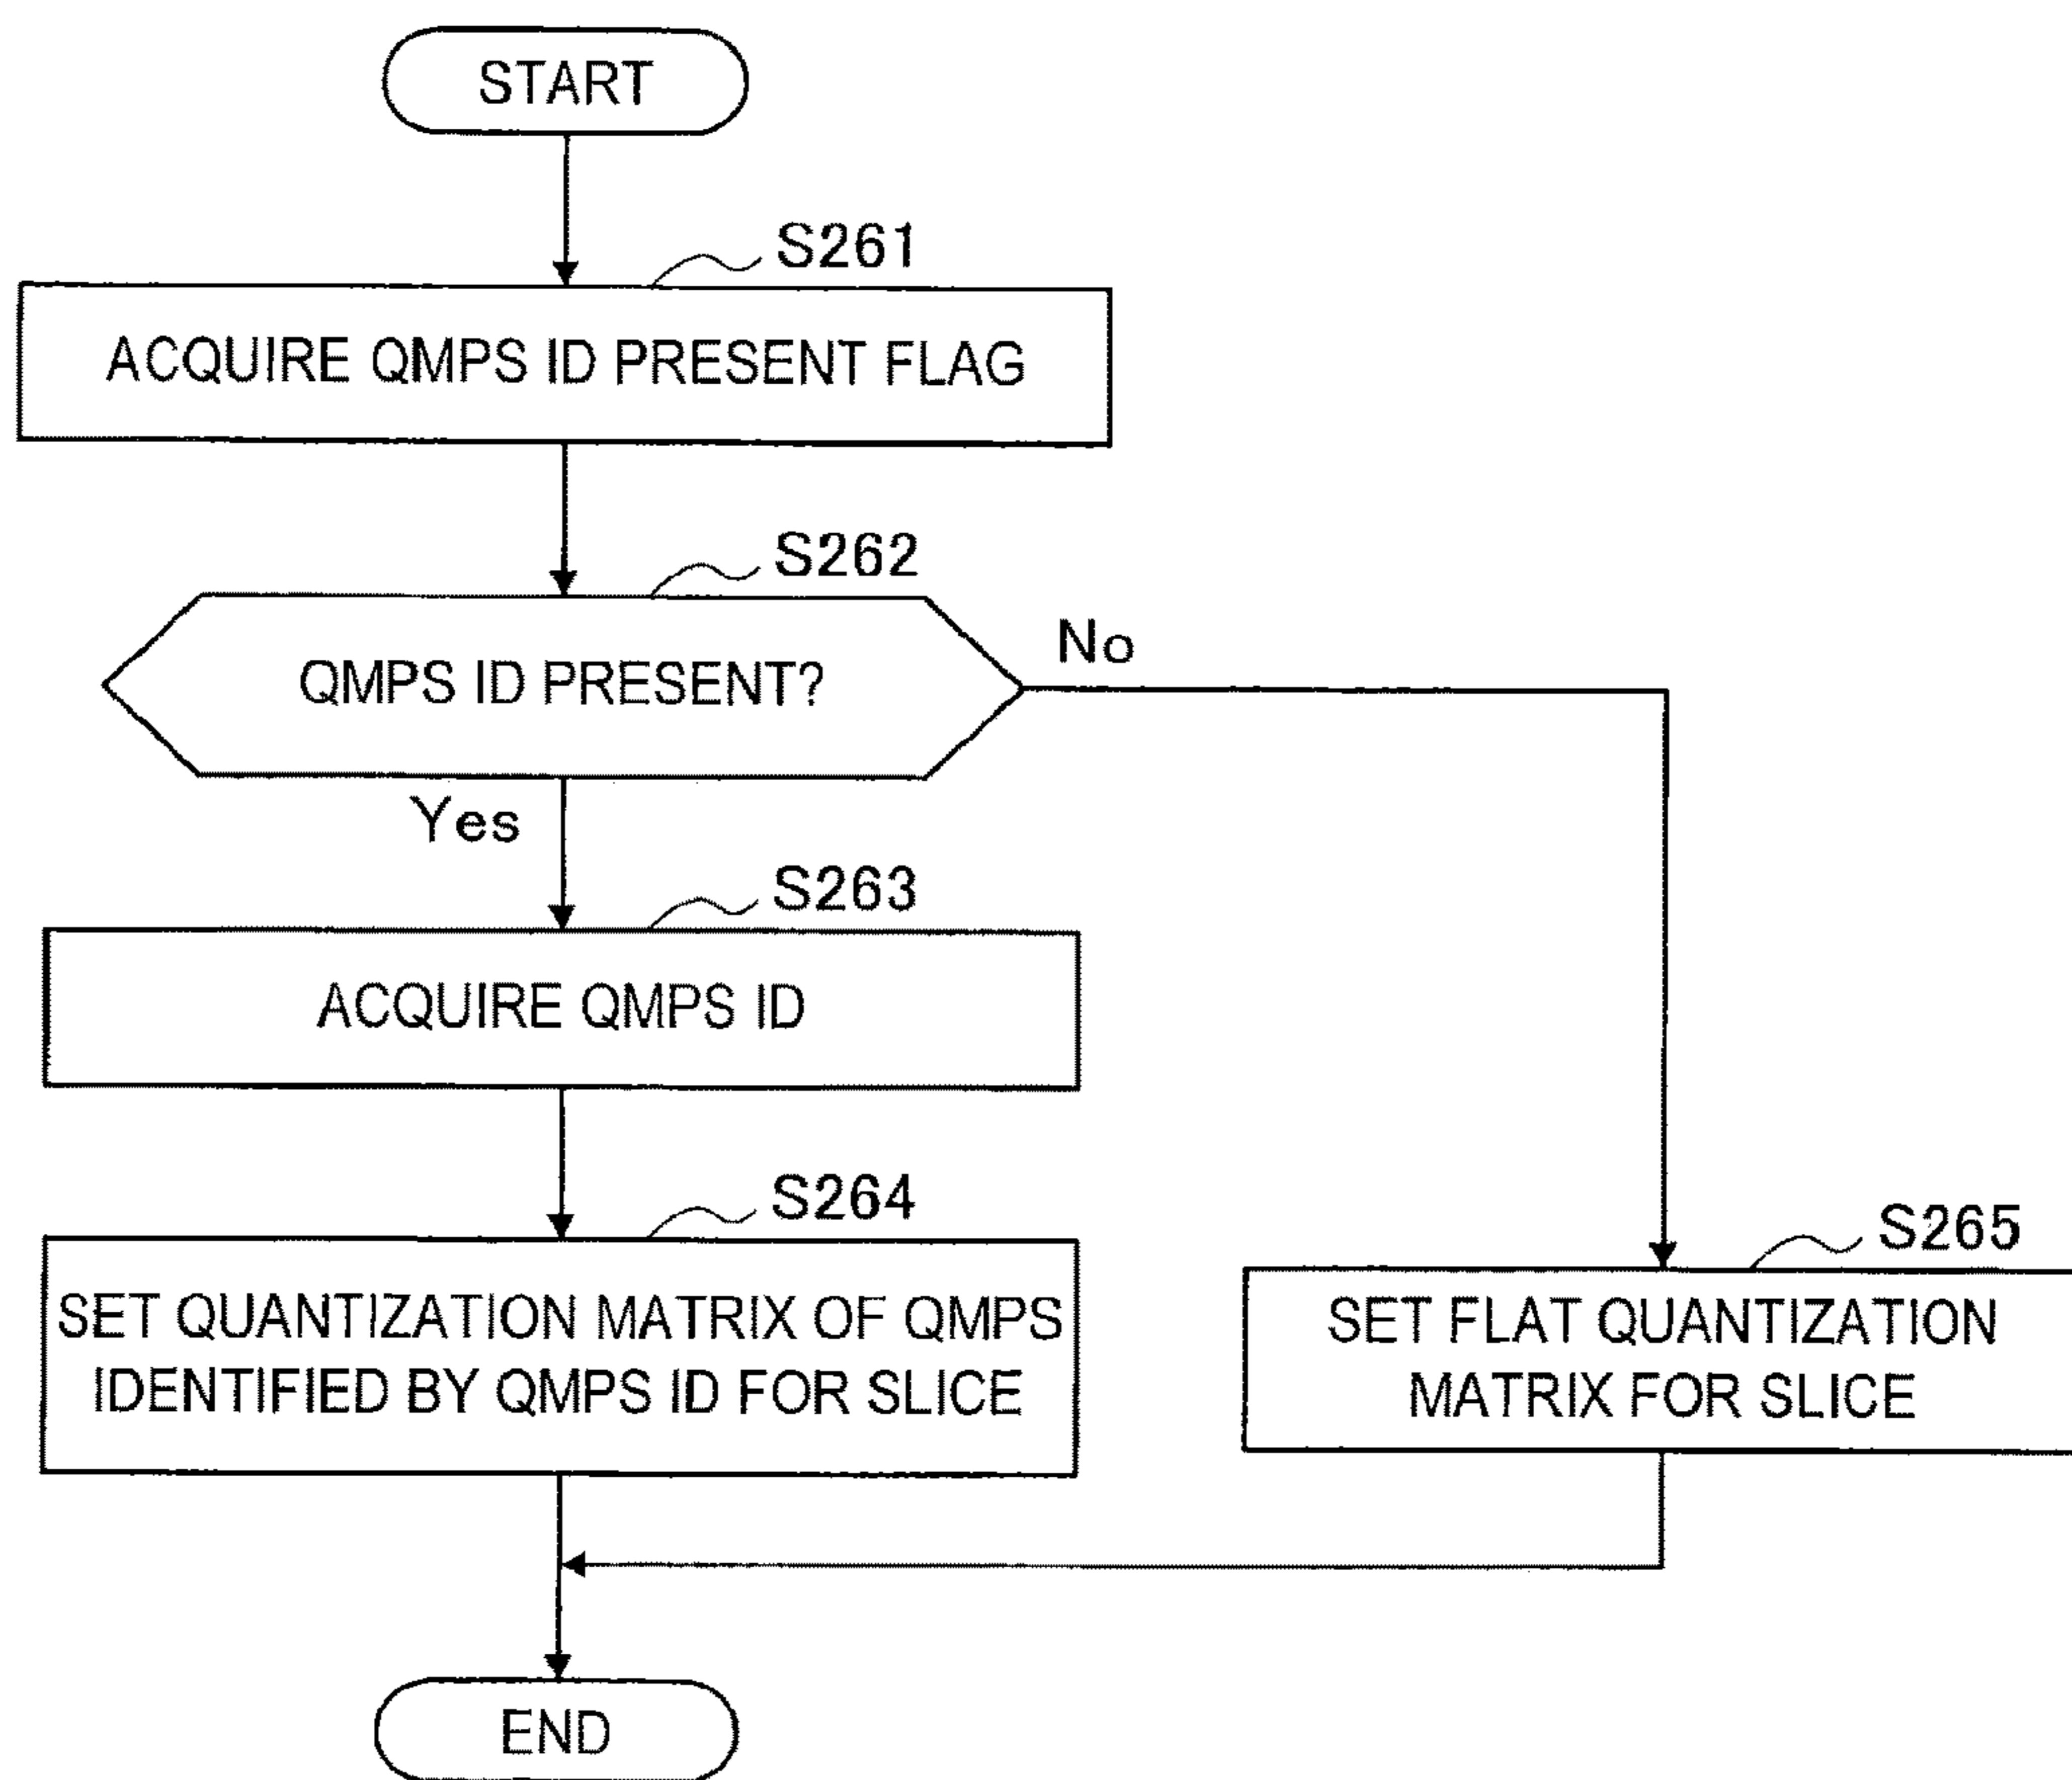 START
S261
ACQUIRE QMPS ID PRESENT FLAG
S262
QMPS ID PRESENT?
No
Yes
S263
ACQUIRE QMPS ID
S264
SET QUANTIZATION MATRIX OF QMPS
IDENTIFIED BY QMPS ID FOR SLICE
S265
SET FLAT QUANTIZATION
MATRIX FOR SLICE
END